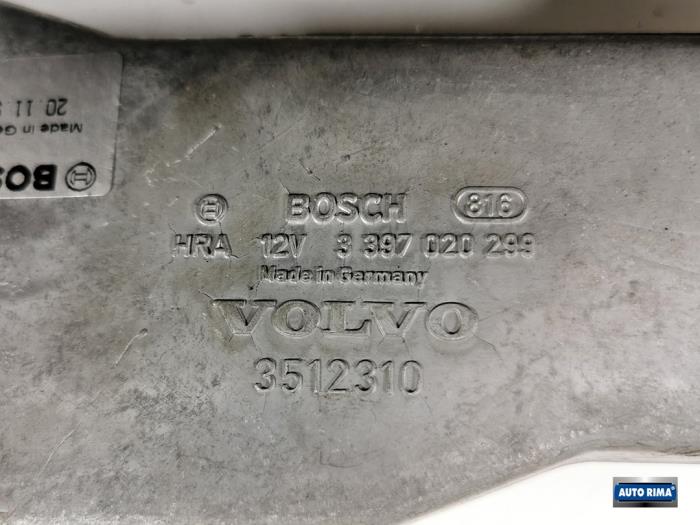 BOSCH 816
HRA 12V 3 397 020 299
Made in Germany
VOLVO
3512310
20 11
Made in
AUTO RIMA